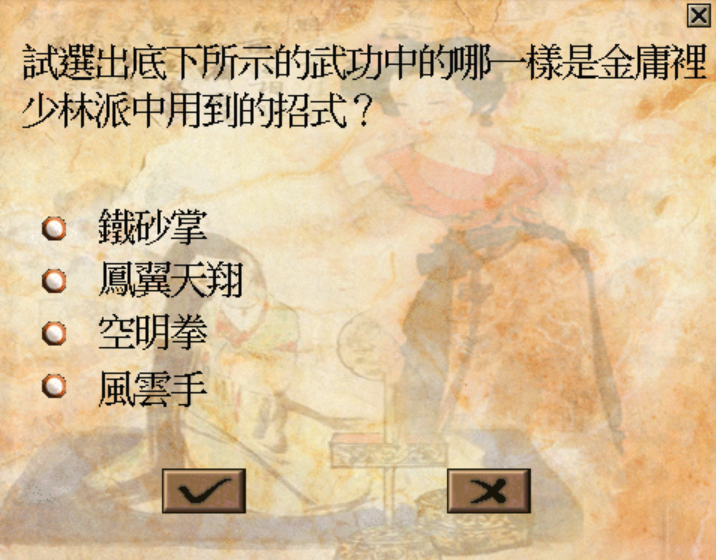 試選出底下所示的武功中的哪一樣是金庸裡
少林派中用到的招式？
鐵砂掌
鳳翼天翔
空明拳
風雲手